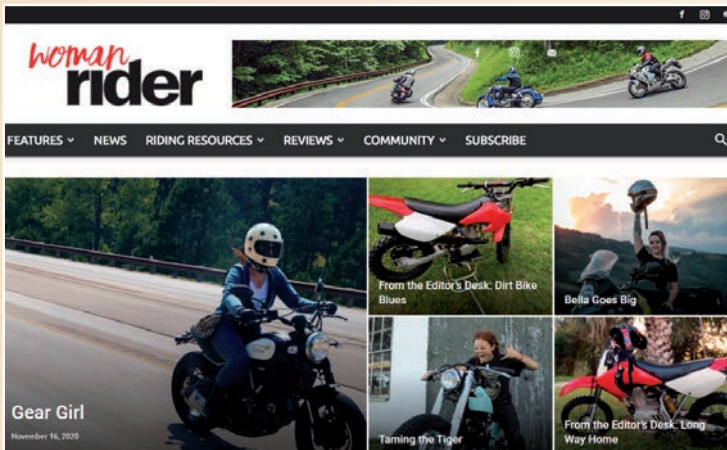 woman
rider
FEATURES NEWS RIDING RESOURCES REVIEWS COMMUNITY SUBSCRIBE
From the Editor's Desk: Dirt Bike
Blues
Bella Goes Big
Gear Girl
November 16, 2020
Taming the Tiger
From the Editor's Desk: Long
Way Home